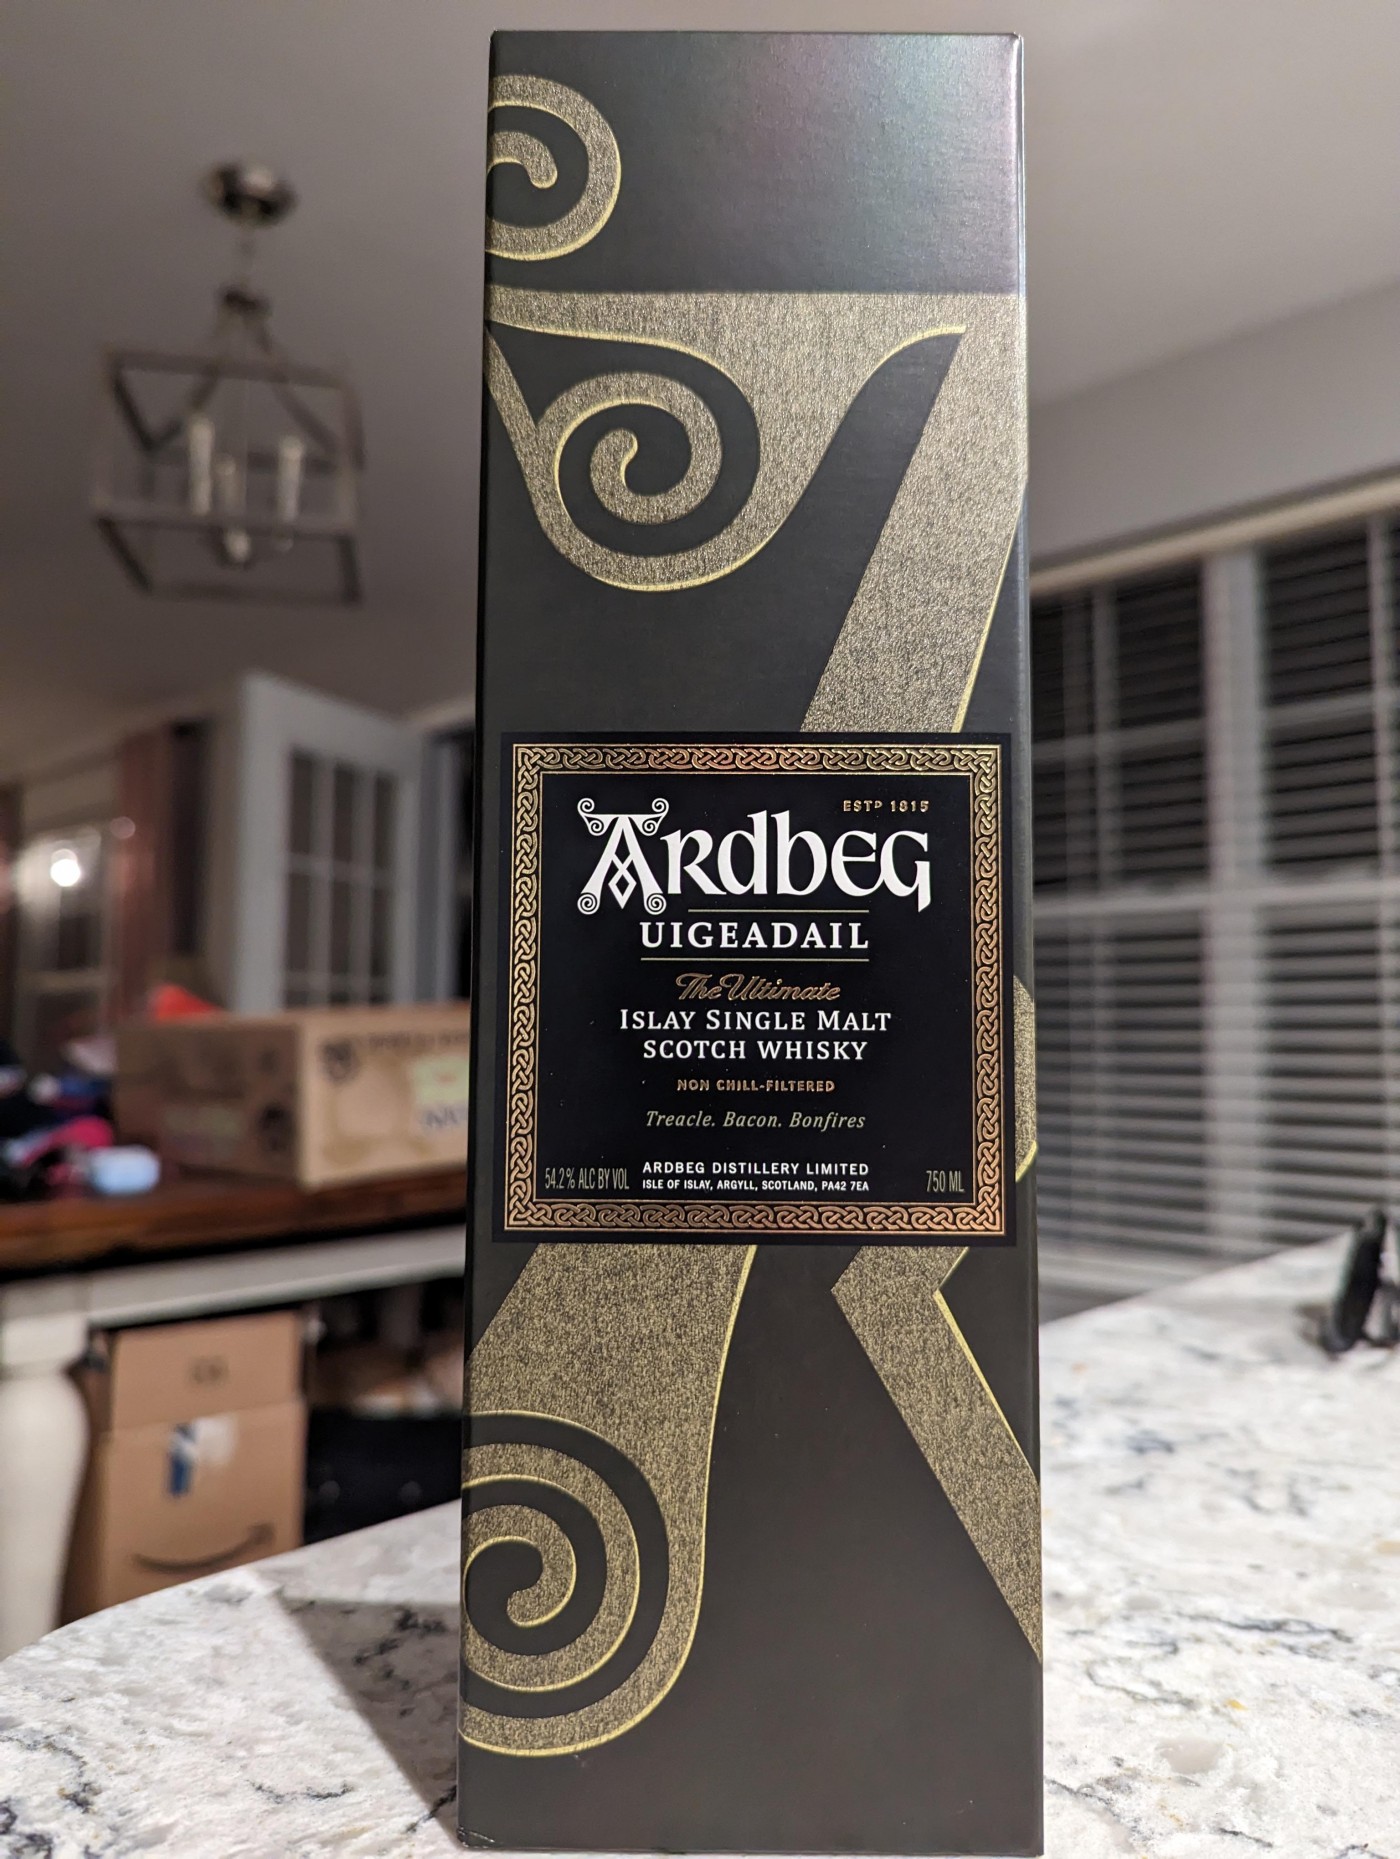 ESTD 1815
ARdbEG
UIGEADAIL
The Ultimate
ISLAY SINGLE MALT
SCOTCH WHISKY
NON CHILL-FILTERED
Treacle. Bacon. Bonfires
54.2% ALC BY VOL
ARDBEG DISTILLERY LIMITED
ISLE OF ISLAY, ARGYLL, SCOTLAND, PA42 7EA
750 ML